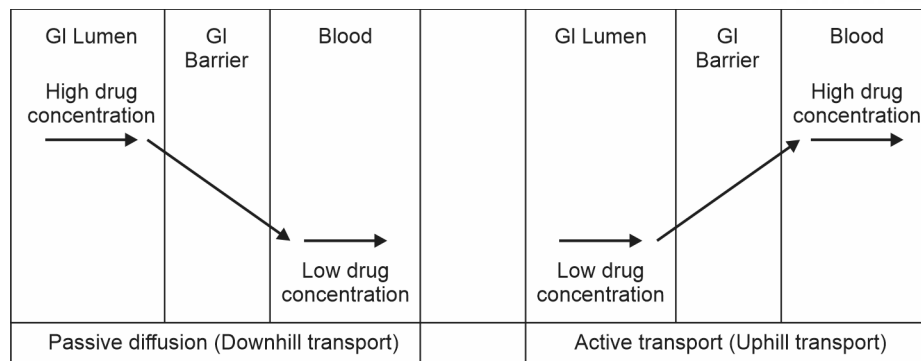 GI Lumen
GI
Barrier
Blood
High drug
concentration
Low drug
concentration
Passive diffusion (Downhill transport)
GI Lumen
GI
Barrier
Blood
High drug
concentration
Low drug
concentration
Active transport (Uphill transport)